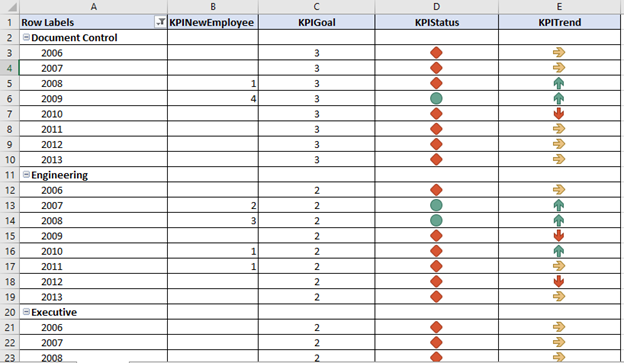 A B C D E
1 Row Labels KPINewEmployee KPIGoal KPIStatus KPITrend
2 Document Control
3 2006 3
4 2007 3
5 2008 1 3
6 2009 4 3
7 2010 3
8 2011 3
9 2012 3
10 2013 3
11 Engineering
12 2006 2
13 2007 2 2
14 2008 3 2
15 2009 2
16 2010 1 2
17 2011 1 2
18 2012 2
19 2013 2
20 Executive
21 2006 2
22 2007 2
23 2008 2